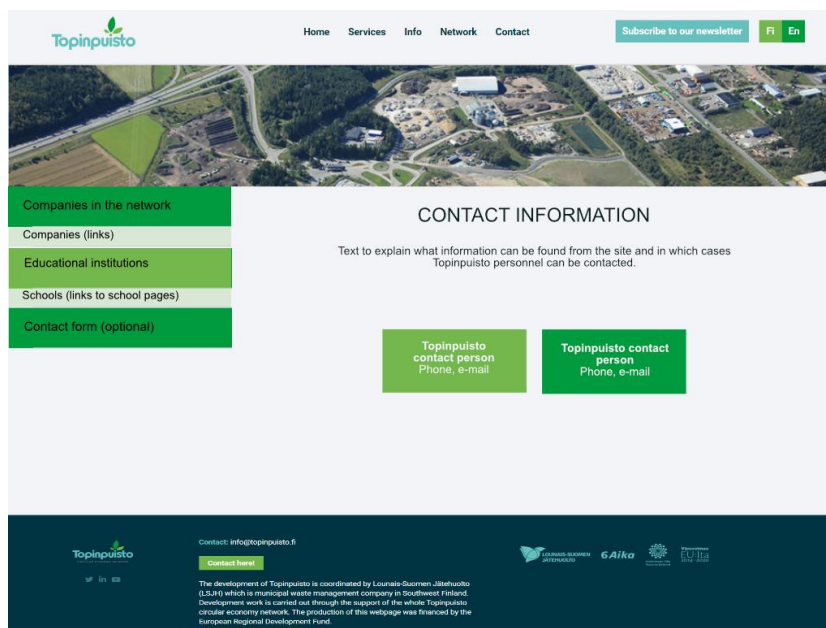 Topinpuisto
Home Services Info Network Contact
Subscribe to our newsletter
Fi En
Companies in the network
Companies (links)
Educational institutions
Schools (links to school pages)
Contact form (optional)
CONTACT INFORMATION
Text to explain what information can be found from the site and in which cases
Topinpuisto personnel can be contacted.
Topinpuisto
contact person
Phone, e-mail
Topinpuisto contact
person
Phone, e-mail
Topinpuisto
Contact: info@topinpuisto.fi
Contact here!
The development of Topinpuisto is coordinated by Lounais-Suomen Jätehuolto
(LSJH) which is municipal waste management company in Southwest Finland.
Development work is carried out through the support of the whole Topinpuisto
circular economy network. The production of this webpage was financed by the
European Regional Development Fund.
LOUNAIS-SUOMEN
JÄTEHUOLTO
6Aika
Vipuvoimaa
EU:lta
2014–2020